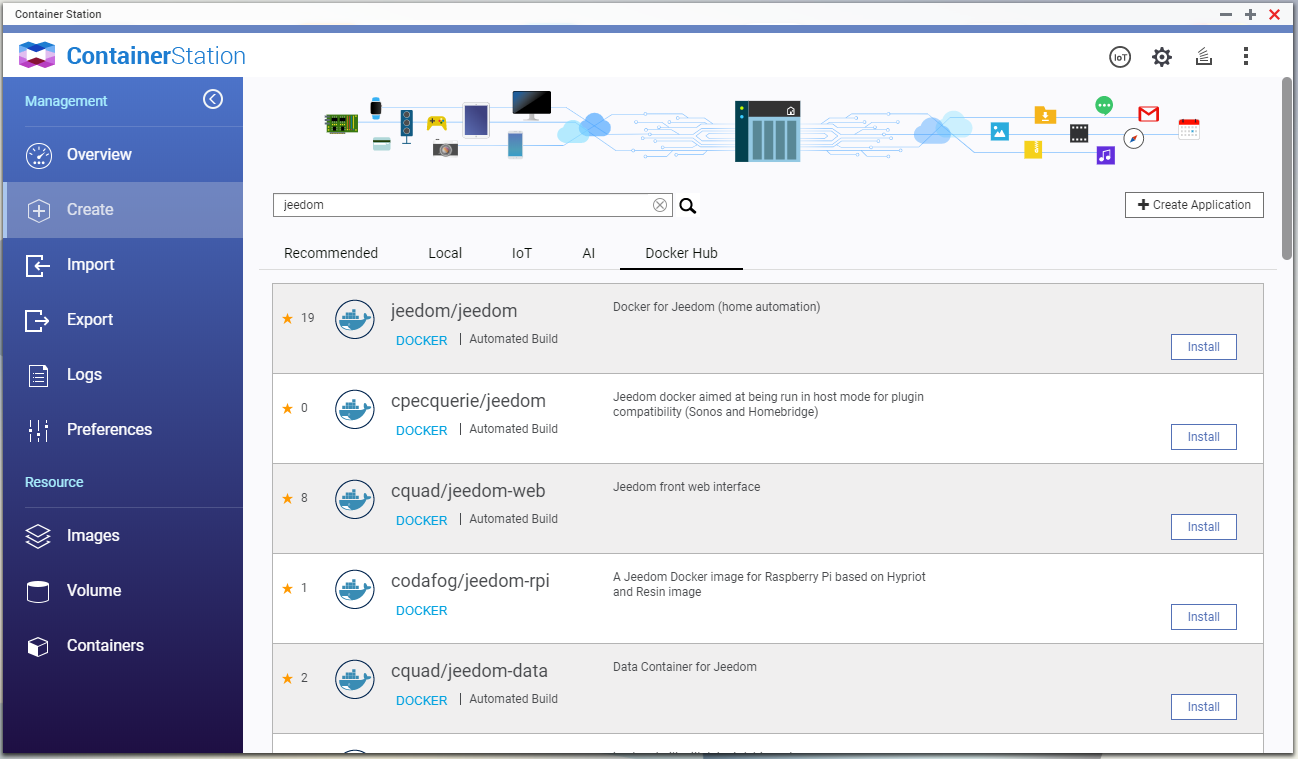 Container Station
ContainerStation
IoT
Management
Overview
Create
Import
Export
Logs
Preferences
Resource
Images
Volume
Containers
jeedom
Create Application
Recommended
Local
IoT
AI
Docker Hub
19
jeedom/jeedom
DOCKER | Automated Build
Docker for Jeedom (home automation)
Install
0
cpecquerie/jeedom
DOCKER | Automated Build
Jeedom docker aimed at being run in host mode for plugin
compatibility (Sonos and Homebridge)
Install
8
cquad/jeedom-web
DOCKER | Automated Build
Jeedom front web interface
Install
1
codafog/jeedom-rpi
DOCKER
A Jeedom Docker image for Raspberry Pi based on Hypriot
and Resin image
Install
2
cquad/jeedom-data
DOCKER | Automated Build
Data Container for Jeedom
Install